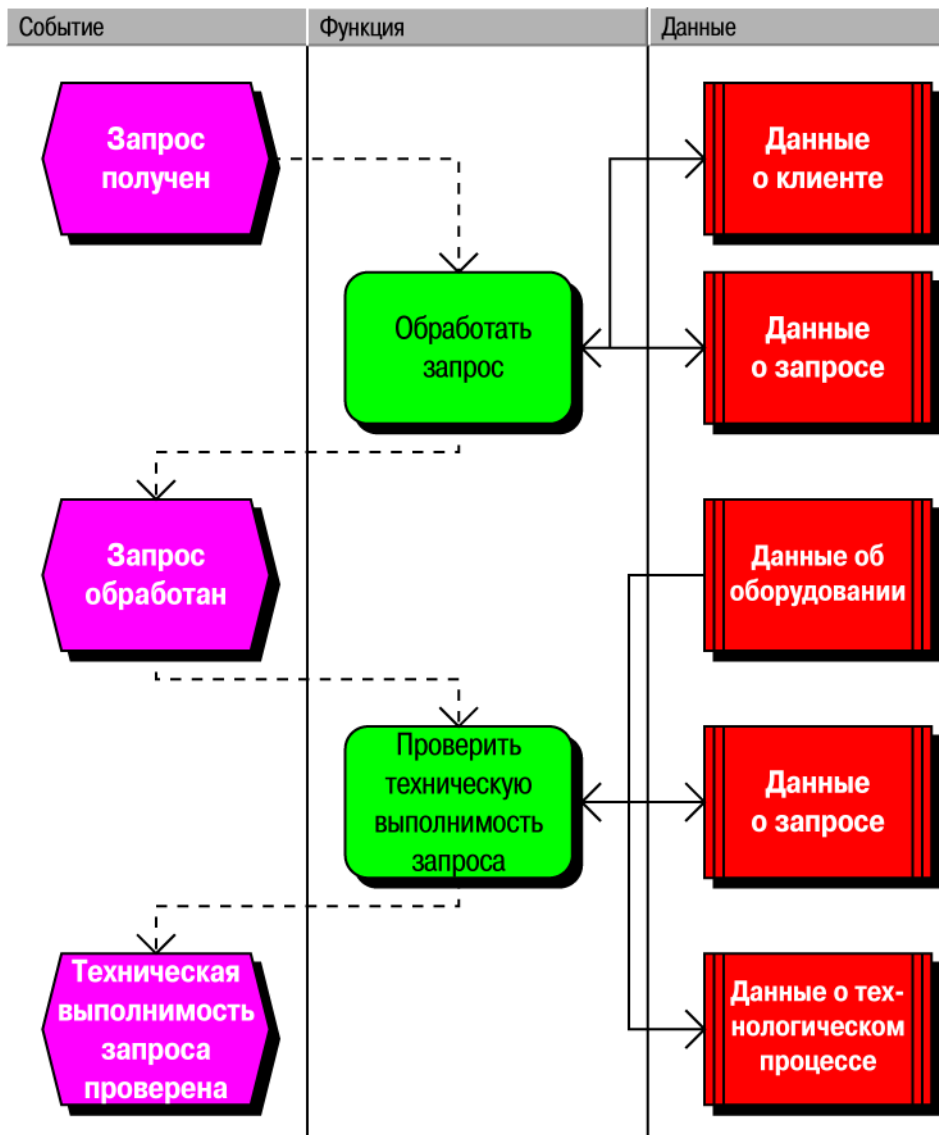 Событие
Функция
Данные
Запрос
получен
Данные
о клиенте
Обработать
запрос
Данные
о запросе
Запрос
обработан
Данные об
оборудовании
Проверить
техническую
выполнимость
запроса
Данные
о запросе
Техническая
выполнимость
запроса
проверена
Данные о тех-
нологическом
процессе